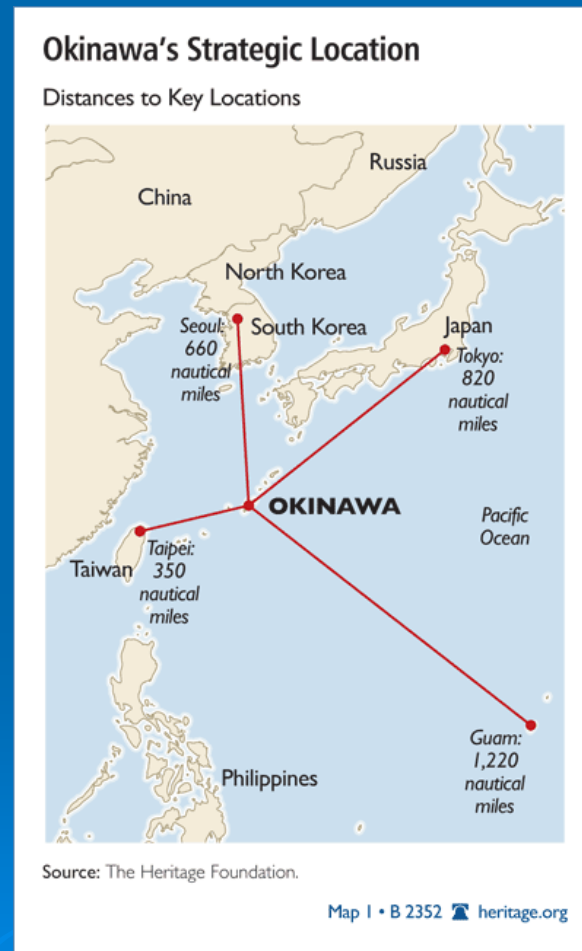 Okinawa's Strategic Location
Distances to Key Locations
Russia
China
North Korea
Seoul:
660
nautical
miles
South Korea
Japan
Tokyo:
820
nautical
miles
OKINAWA
Pacific
Ocean
Taiwan
Taipei:
350
nautical
miles
Guam:
1,220
nautical
miles
Philippines
Source: The Heritage Foundation.
Map 1 • B 2352 heritage.org